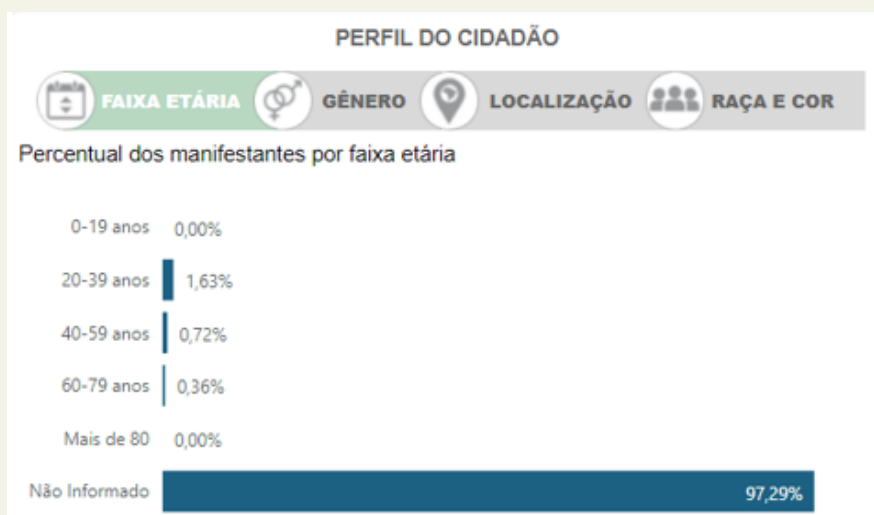 PERFIL DO CIDADÃO
FAIXA ETÁRIA GÊNERO LOCALIZAÇÃO RAÇA E COR
Percentual dos manifestantes por faixa etária
0-19 anos 0,00%
20-39 anos 1,63%
40-59 anos 0,72%
60-79 anos 0,36%
Mais de 80 0,00%
Não Informado 97,29%